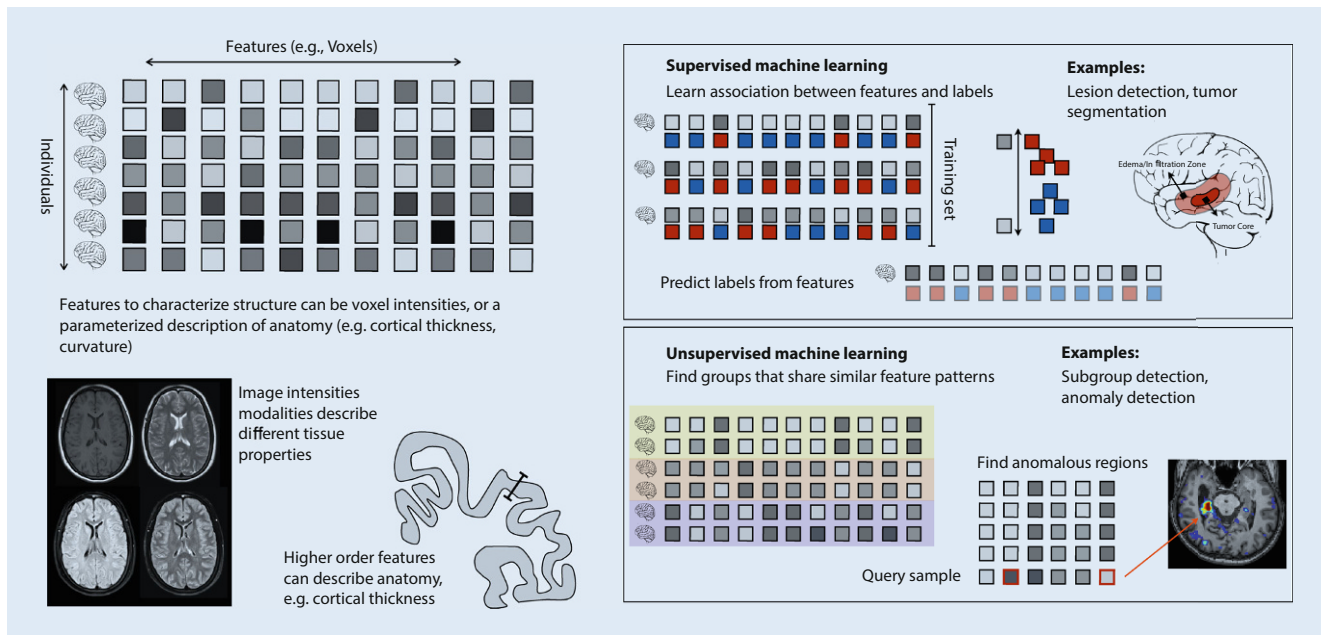 Features (e.g., Voxels)
Individuals
Features to characterize structure can be voxel intensities, or a
parameterized description of anatomy (e.g. cortical thickness,
curvature)
Image intensities
modalities describe
different tissue
properties
Higher order features
can describe anatomy,
e.g. cortical thickness
Supervised machine learning
Learn association between features and labels
Training set
Examples:
Lesion detection, tumor
segmentation
Edema/In filtration Zone
Tumor Core
Predict labels from features
Unsupervised machine learning
Find groups that share similar feature patterns
Examples:
Subgroup detection,
anomaly detection
Find anomalous regions
Query sample